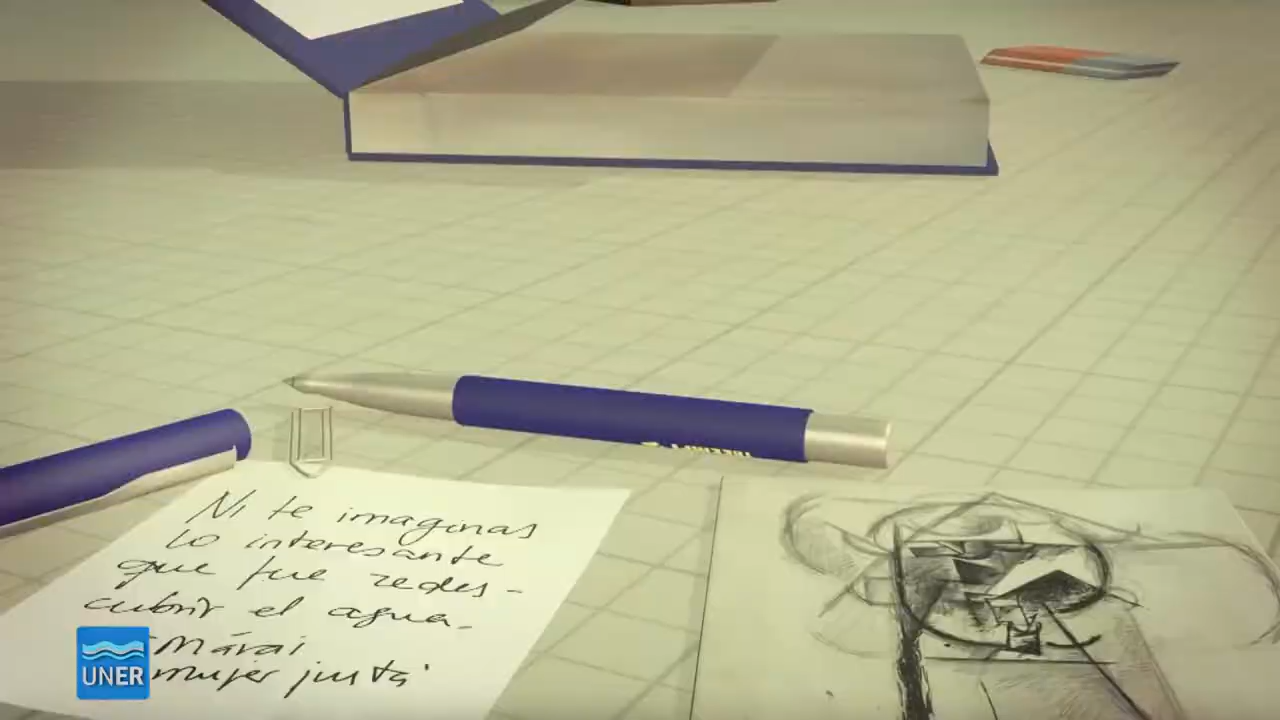 Ni te imaginas
lo interesante
que fue redes-
cubrir el agua.
Márai
mujer justa
UNER